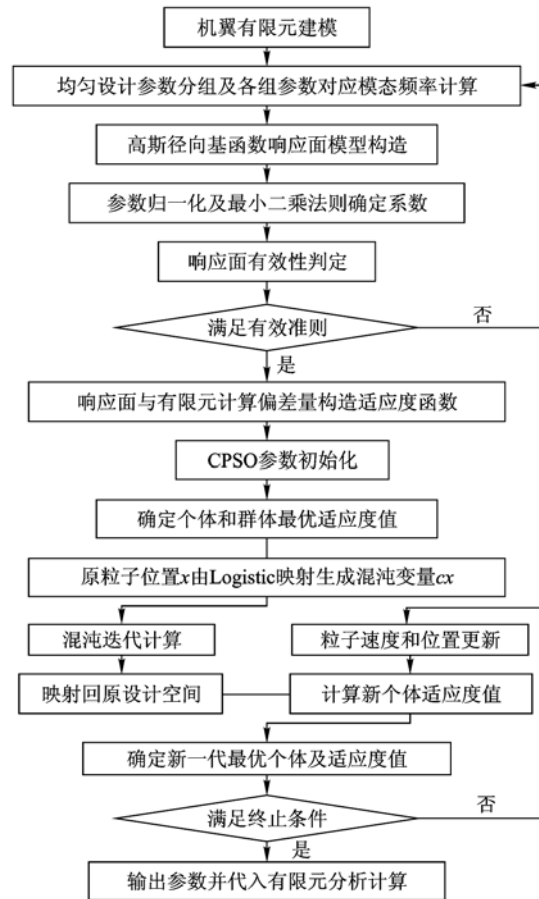 机翼有限元建模
均匀设计参数分组及各组参数对应模态频率计算
高斯径向基函数响应面模型构造
参数归一化及最小二乘法则确定系数
响应面有效性判定
满足有效准则
否
是
响应面与有限元计算偏差量构造适应度函数
CPSO参数初始化
确定个体和群体最优适应度值
原粒子位置x由Logistic映射生成混沌变量cx
混沌迭代计算
粒子速度和位置更新
映射回原设计空间
计算新个体适应度值
确定新一代最优个体及适应度值
满足终止条件
否
是
输出参数并代入有限元分析计算